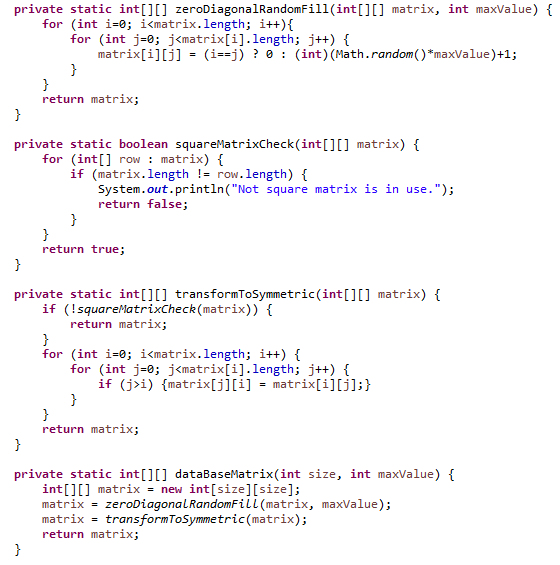 private static int[][] zeroDiagonalRandomFill(int[][] matrix, int maxValue) {
    for (int i=0; i<matrix.length; i++){
        for (int j=0; j<matrix[i].length; j++) {
            matrix[i][j] = (i==j) ? 0 : (int)(Math.random()*maxValue)+1;
        }
    }
    return matrix;
}

private static boolean squareMatrixCheck(int[][] matrix) {
    for (int[] row : matrix) {
        if (matrix.length != row.length) {
            System.out.println("Not square matrix is in use.");
            return false;
        }
    }
    return true;
}

private static int[][] transformToSymmetric(int[][] matrix) {
    if (!squareMatrixCheck(matrix)) {
        return matrix;
    }
    for (int i=0; i<matrix.length; i++) {
        for (int j=0; j<matrix[i].length; j++) {
            if (j>i) {matrix[j][i] = matrix[i][j];}
        }
    }
    return matrix;
}

private static int[][] dataBaseMatrix(int size, int maxValue) {
    int[][] matrix = new int[size][size];
    matrix = zeroDiagonalRandomFill(matrix, maxValue);
    matrix = transformToSymmetric(matrix);
    return matrix;
}